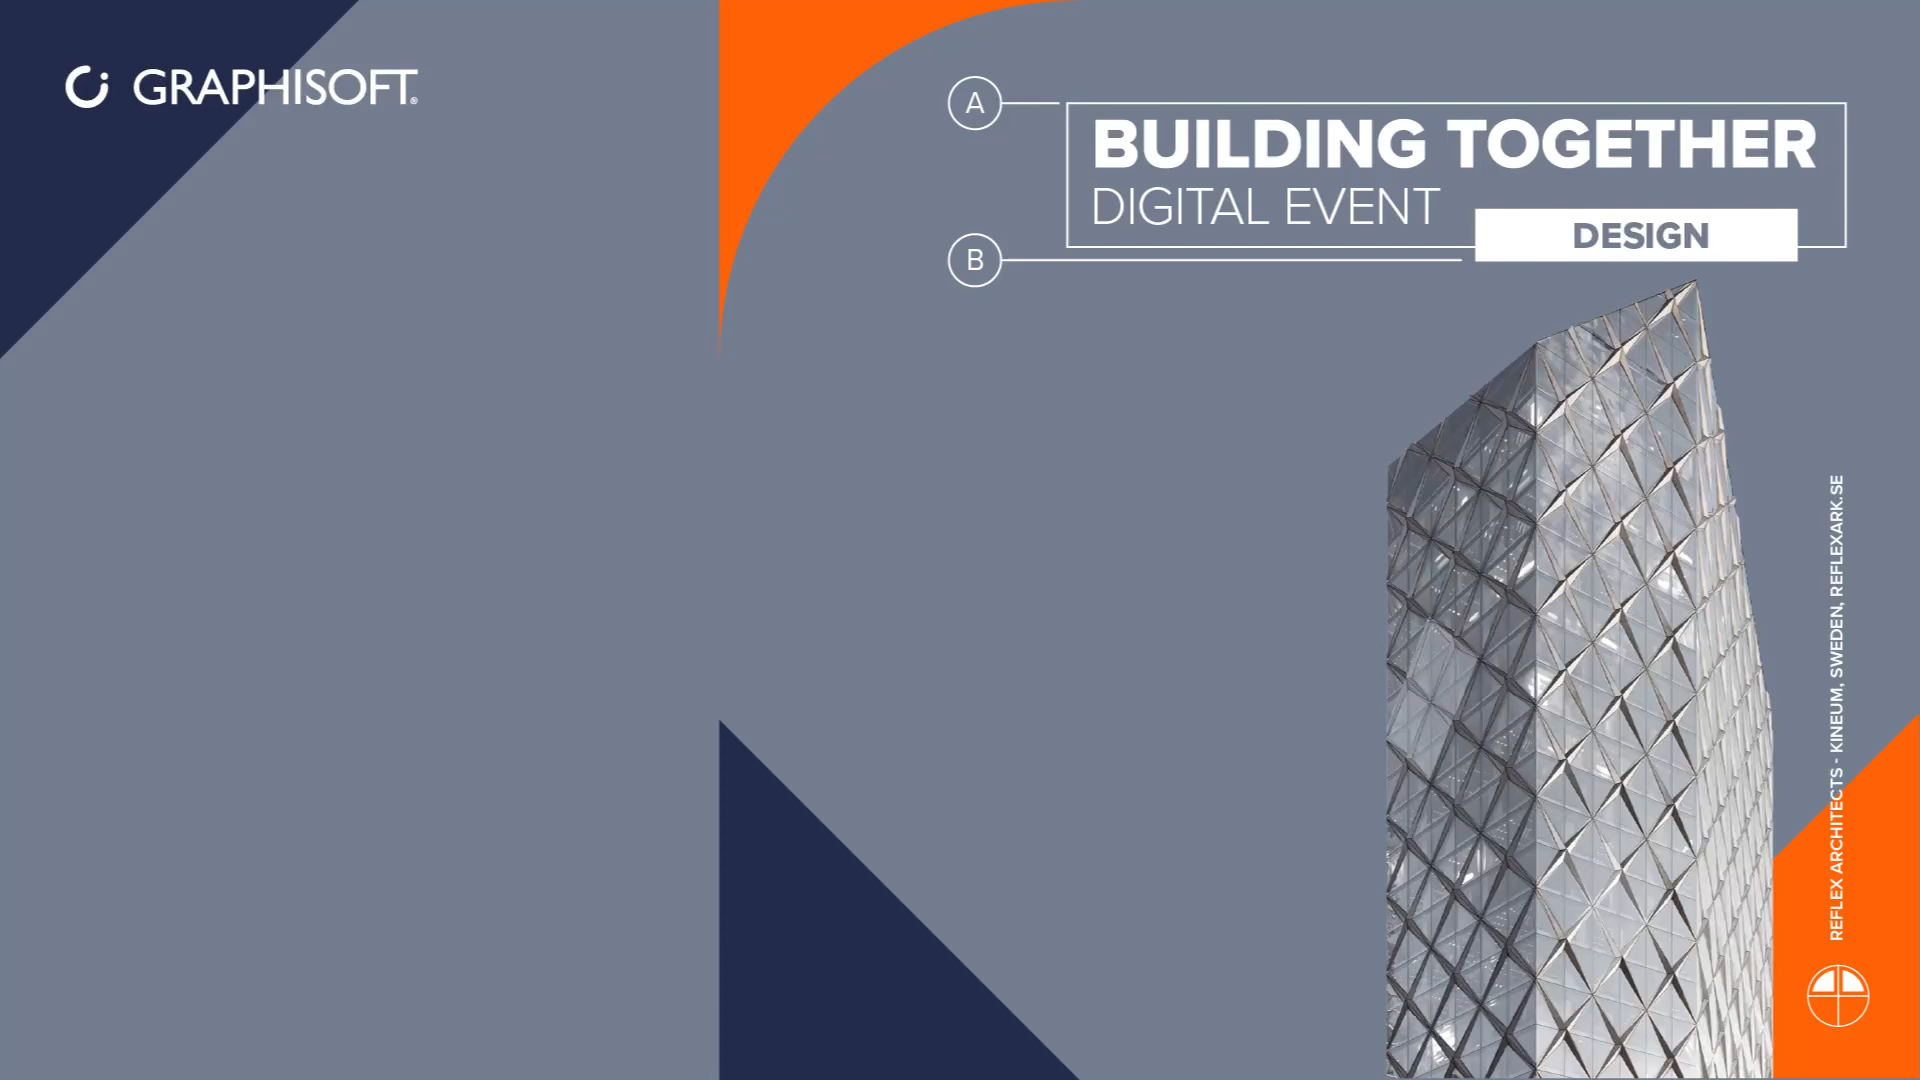 GRAPHISOFT®
A
BUILDING TOGETHER
DIGITAL EVENT
B
DESIGN
REFLEX ARCHITECTS - KINEUM, SWEDEN, REFLEXARK.SE